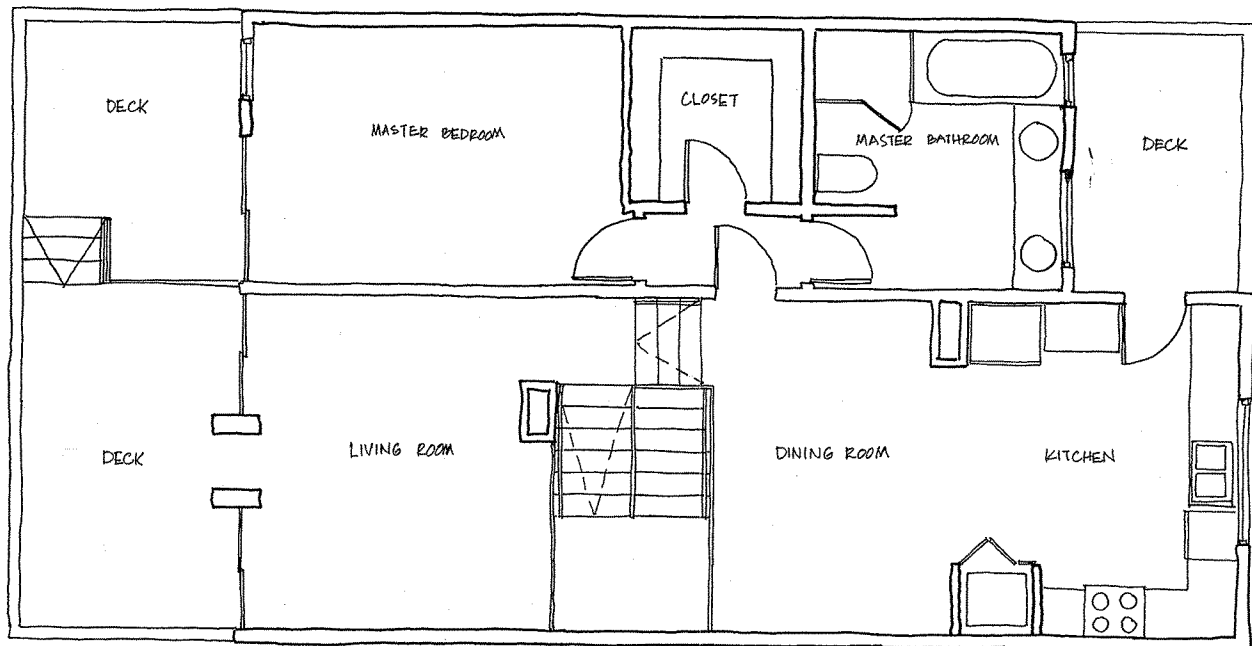 DECK
MASTER BEDROOM
CLOSET
MASTER BATHROOM
DECK
DECK
LIVING ROOM
DINING ROOM
KITCHEN